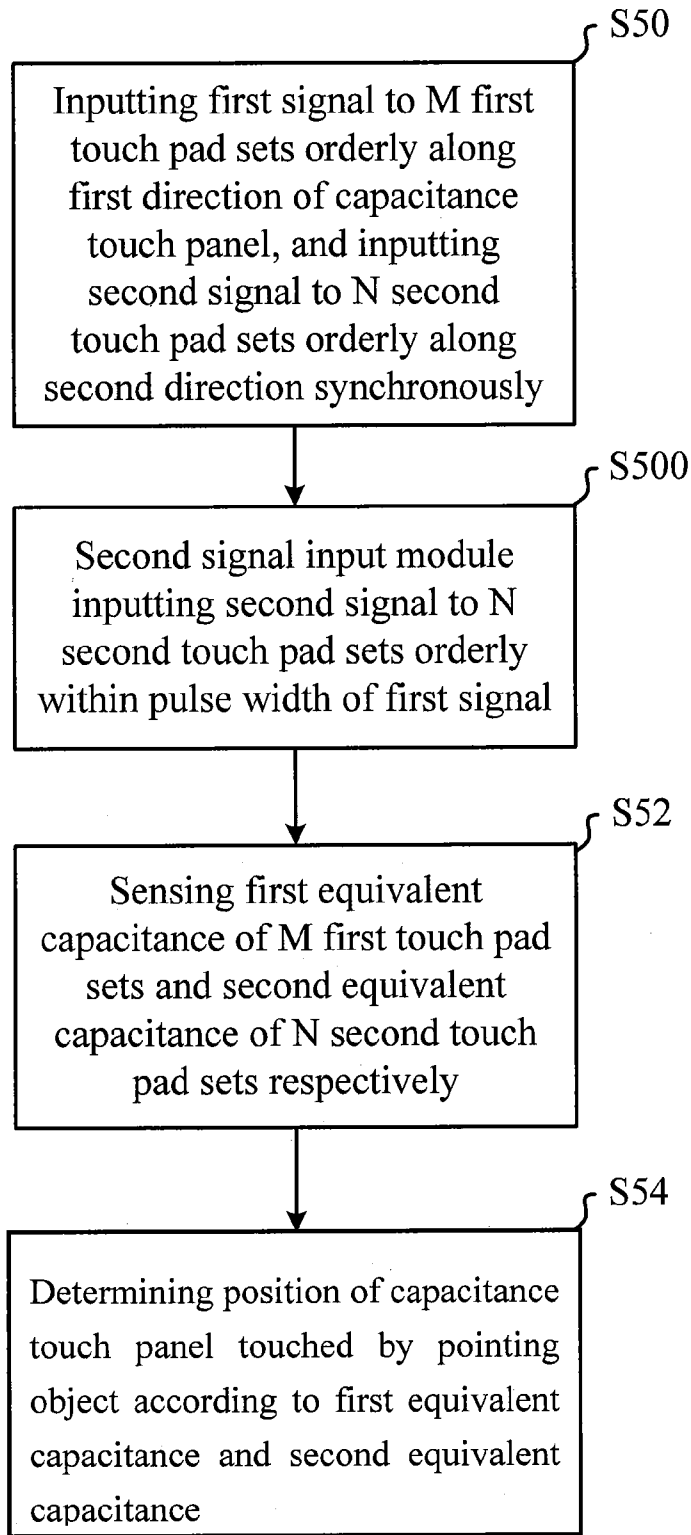 S50
Inputting first signal to M first
touch pad sets orderly along
first direction of capacitance
touch panel, and inputting
second signal to N second
touch pad sets orderly along
second direction synchronously
S500
Second signal input module
inputting second signal to N
second touch pad sets orderly
within pulse width of first signal
S52
Sensing first equivalent
capacitance of M first touch pad
sets and second equivalent
capacitance of N second touch
pad sets respectively
S54
Determining position of capacitance
touch panel touched by pointing
object according to first equivalent
capacitance and second equivalent
capacitance